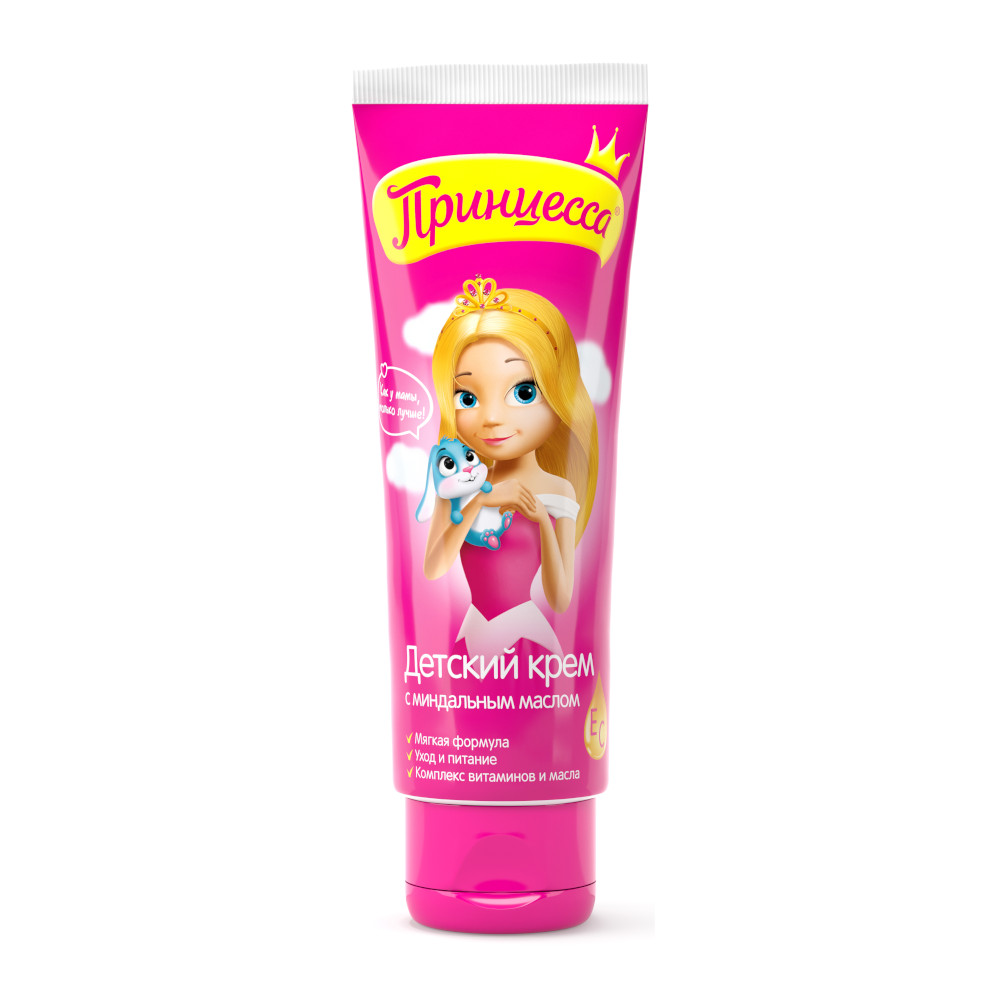 Принцесса®
Как у мамы,
только лучше!
Детский крем
с миндальным маслом
E
C
✓ Мягкая формула
✓ Уход и питание
✓ Комплекс витаминов и масла